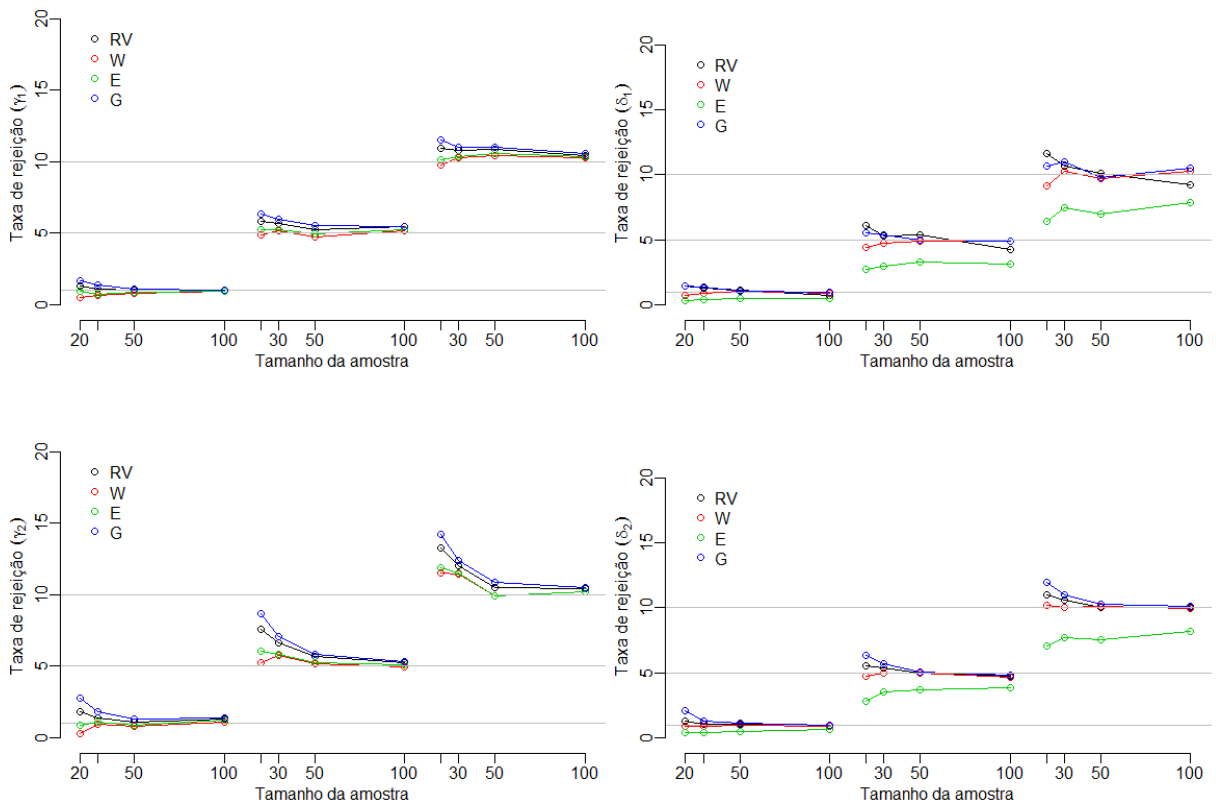 Taxa de rejeição (γ1)
20
15
10
5
0
RV
W
E
G
20 50 100 30 50 100 30 50 100
Tamanho da amostra
Taxa de rejeição (δ1)
20
15
10
5
0
RV
W
E
G
20 50 100 30 50 100 30 50 100
Tamanho da amostra
Taxa de rejeição (γ2)
20
15
10
5
0
RV
W
E
G
20 50 100 30 50 100 30 50 100
Tamanho da amostra
Taxa de rejeição (δ2)
20
15
10
5
0
RV
W
E
G
20 50 100 30 50 100 30 50 100
Tamanho da amostra